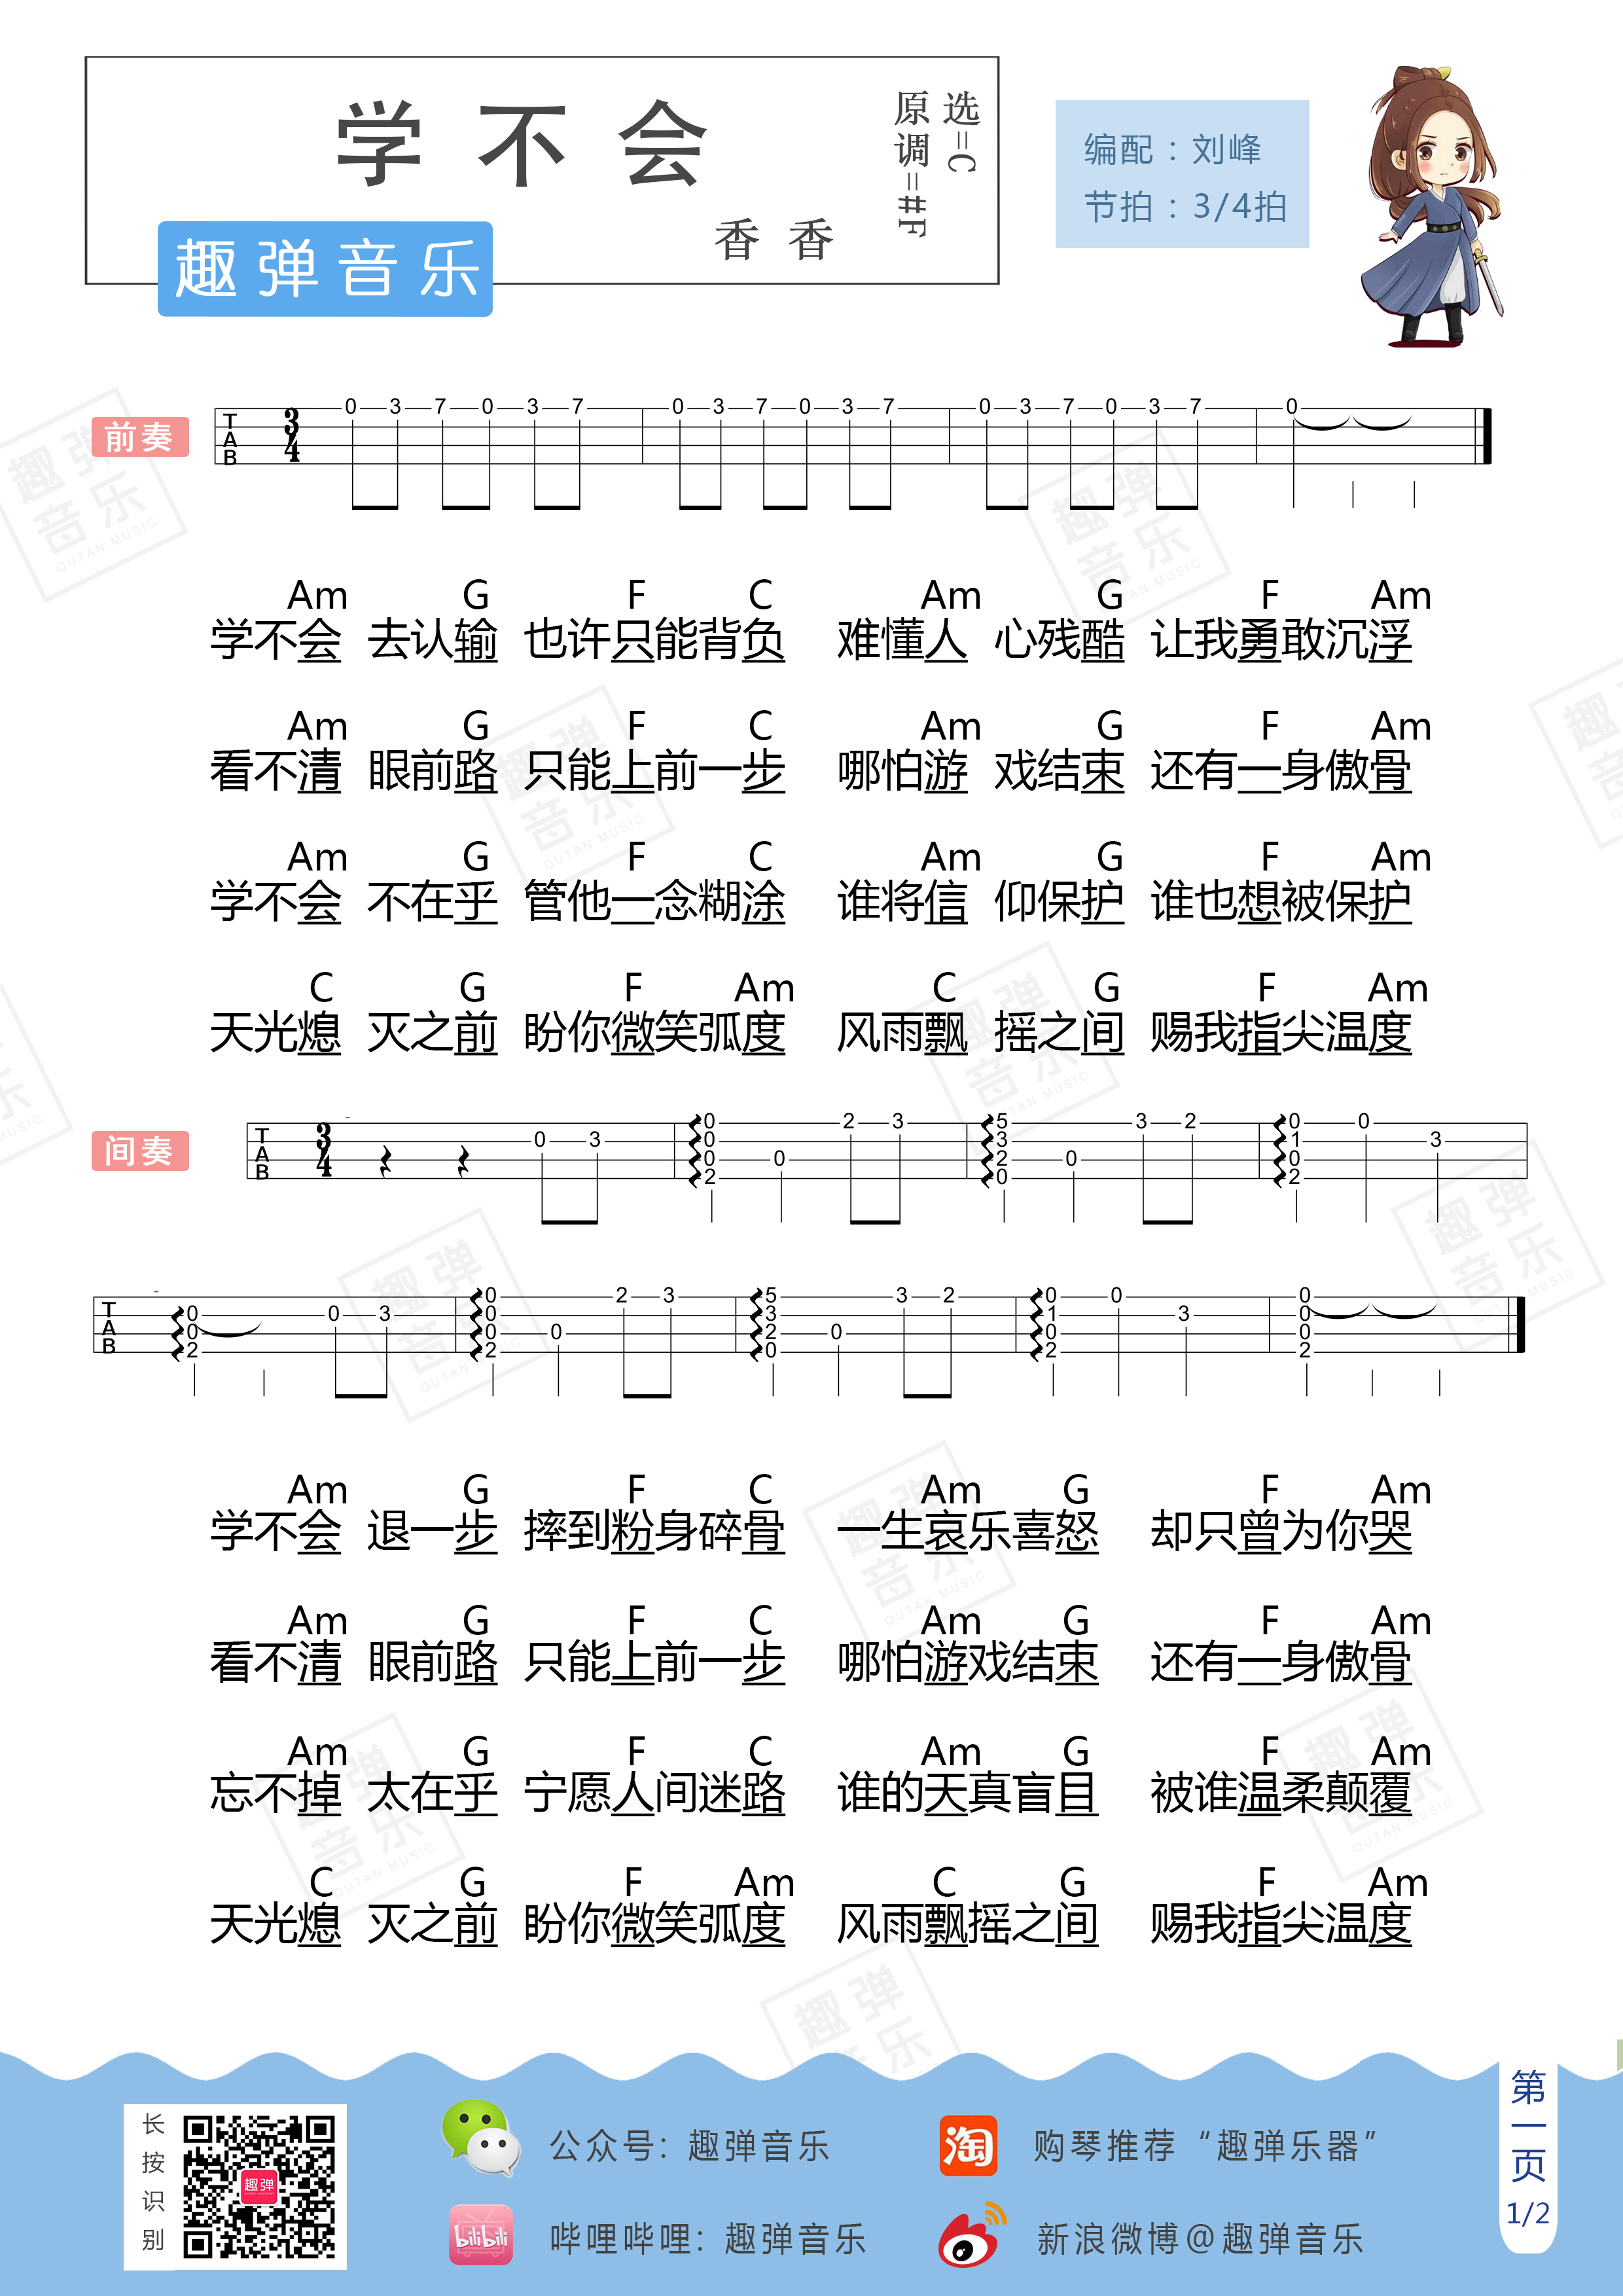 学不会
香香
原调=#F
选=C
趣弹音乐
编配：刘峰
节拍：3/4拍
前奏
T A B 3/4 0 3 7 0 3 7 0 3 7 0 3 7 0 3 7 0 3 7 0
Am G F C Am G F Am
学不会 去认输 也许只能背负 难懂人 心残酷 让我勇敢沉浮
Am G F C Am G F Am
看不清 眼前路 只能上前一步 哪怕游 戏结束 还有一身傲骨
Am G F C Am G F Am
学不会 不在乎 管他一念糊涂 谁将信 仰保护 谁也想被保护
C G F Am C G F Am
天光熄 灭之前 盼你微笑弧度 风雨飘 摇之间 赐我指尖温度
间奏
T A B 3/4 0 3 0 0 0 2 0 2 3 5 3 2 0 0 3 2 0 1 0 2 0 3
T A B 0 0 2 0 3 0 0 0 2 0 2 3 5 3 2 0 0 3 2 0 1 0 2 0 3 0 0 0 2
Am G F C Am G F Am
学不会 退一步 摔到粉身碎骨 一生哀乐喜怒 却只曾为你哭
Am G F C Am G F Am
看不清 眼前路 只能上前一步 哪怕游戏结束 还有一身傲骨
Am G F C Am G F Am
忘不掉 太在乎 宁愿人间迷路 谁的天真盲目 被谁温柔颠覆
C G F Am C G F Am
天光熄 灭之前 盼你微笑弧度 风雨飘摇之间 赐我指尖温度
长按识别
趣弹
公众号：趣弹音乐
淘
购琴推荐“趣弹乐器”
bilibili
哔哩哔哩：趣弹音乐
新浪微博@趣弹音乐
第一页
1/2
趣弹音乐
QUTAN MUSIC